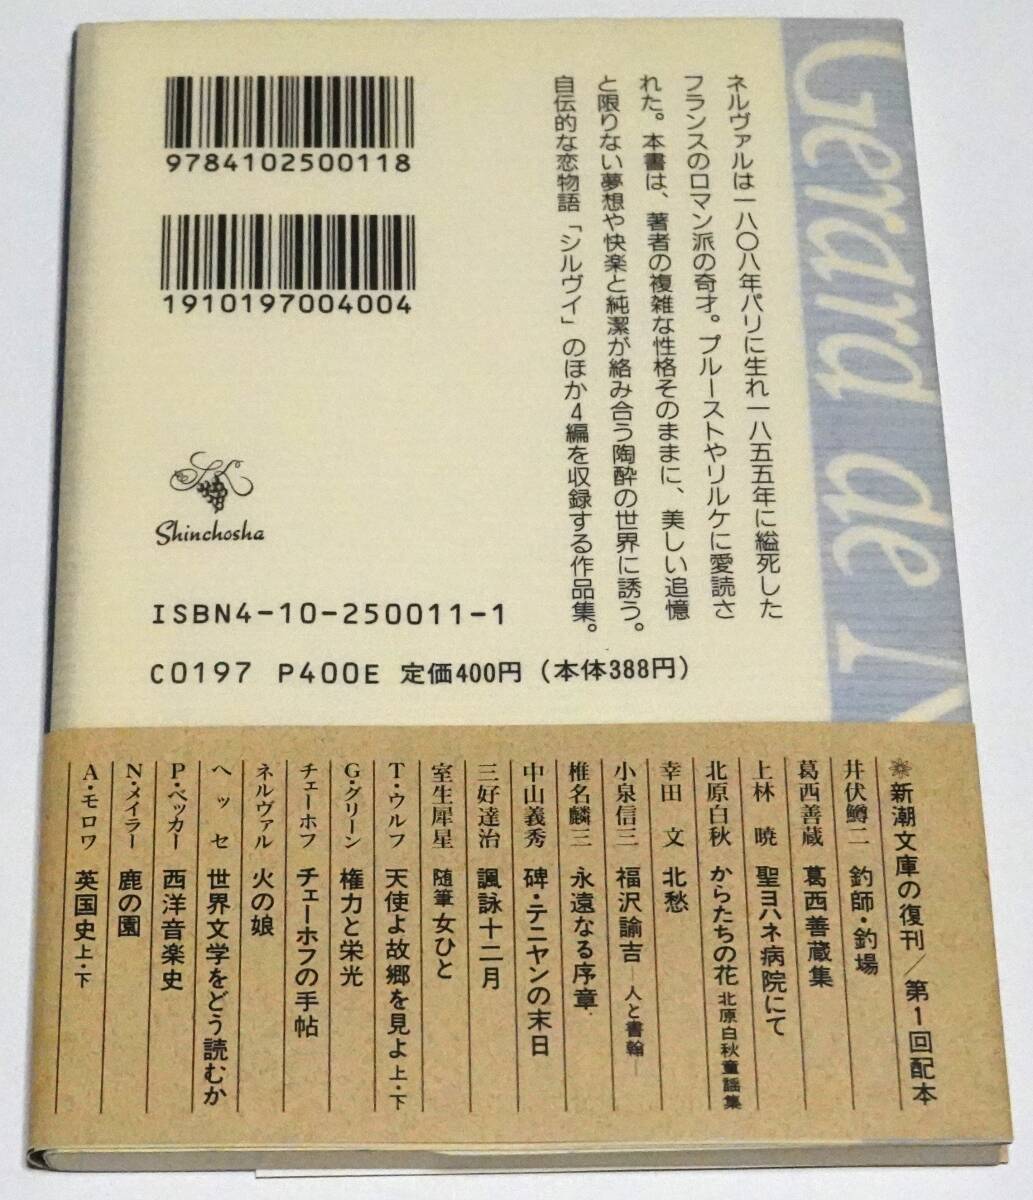 Gérard de
ネルヴァルは一八〇八年パリに生れ一八五五年に縊死した
フランスのロマン派の奇才。プルーストやリルケに愛読さ
れた。本書は、著者の複雑な性格そのままに、美しい追憶
と限りない夢想や快楽と純潔が絡み合う陶酔の世界に誘う。
自伝的な恋物語「シルヴィ」のほか4編を収録する作品集。
9784102500118
1910197004004
Shinchosha
ISBN4-10-250011-1
C0197 P400E 定価400円(本体388円)
新潮文庫の復刊/第1回配本
井伏鱒二 釣師・釣場
葛西善蔵 葛西善蔵集
上林 暁 聖ヨハネ病院にて
北原白秋 からたちの花 北原白秋童謡集
幸田 文 北愁
小泉信三 福沢諭吉 人と書翰
椎名麟三 永遠なる序章
中山義秀 碑・テニヤンの末日
三好達治 諷詠十二月
室生犀星 随筆 女ひと
T・ウルフ 天使よ故郷を見よ 上・下
G・グリーン 権力と栄光
チェーホフ チェーホフの手帖
ネルヴァル 火の娘
ヘッセ 世界文学をどう読むか
P・ベッカー 西洋音楽史
N・メイラー 鹿の園
A・モロワ 英国史 上・下